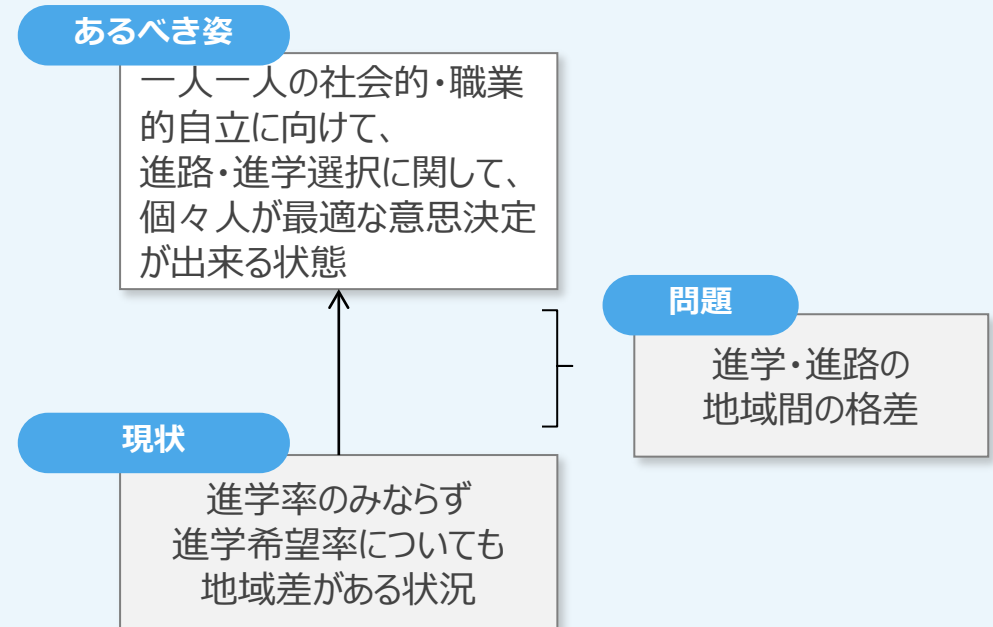 あるべき姿
一人一人の社会的・職業
的自立に向けて、
進路・進学選択に関して、
個々人が最適な意思決定
が出来る状態
問題
進学・進路の
地域間の格差
現状
進学率のみならず
進学希望率についても
地域差がある状況